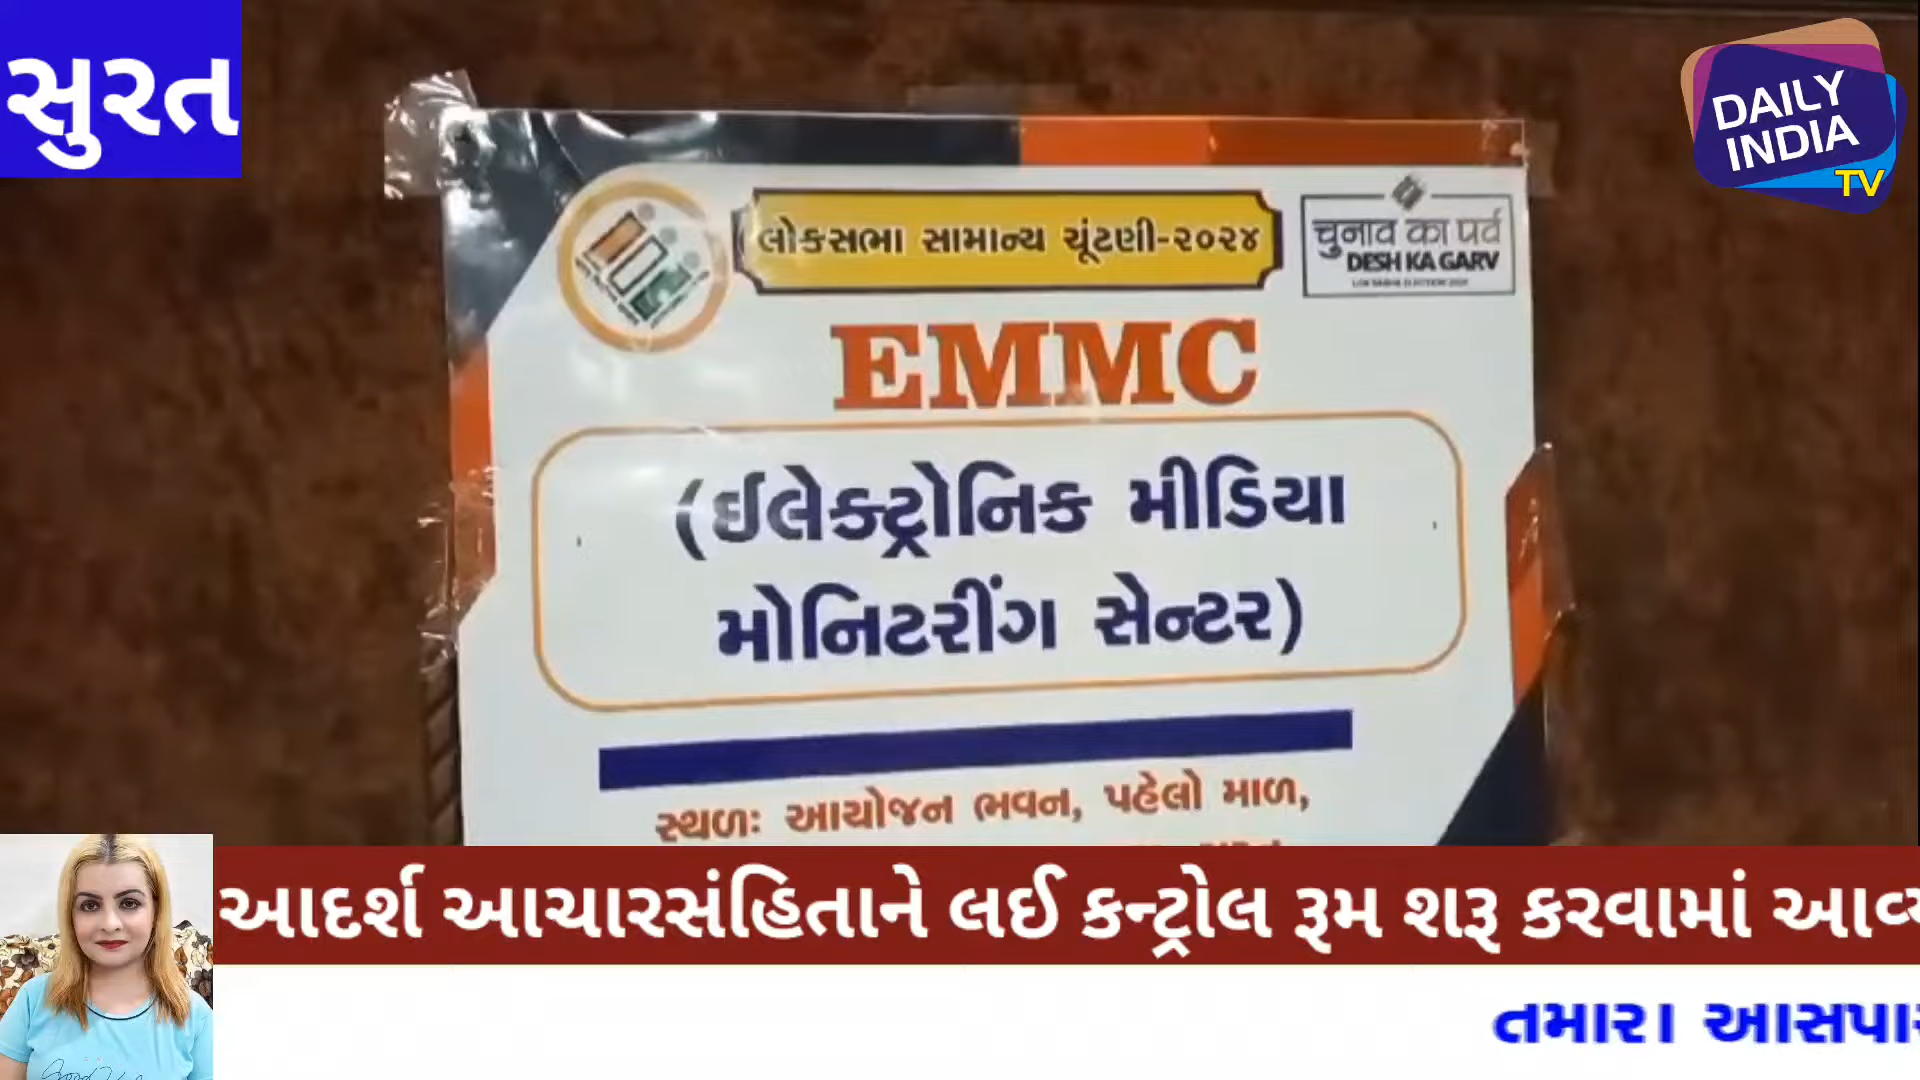 સુરત
DAILY
INDIA
TV
લોકસભા સામાન્ય ચૂંટણી-૨૦૨૪
चुनाव का पर्व
DESH KA GARV
EMMC
(ઈલેક્ટ્રોનિક મીડિયા
મોનિટરીંગ સેન્ટર)
સ્થળઃ આયોજન ભવન, પહેલો માળ,
આદર્શ આચારસંહિતાને લઈ કન્ટ્રોલ રૂમ શરૂ કરવામાં
તમારા